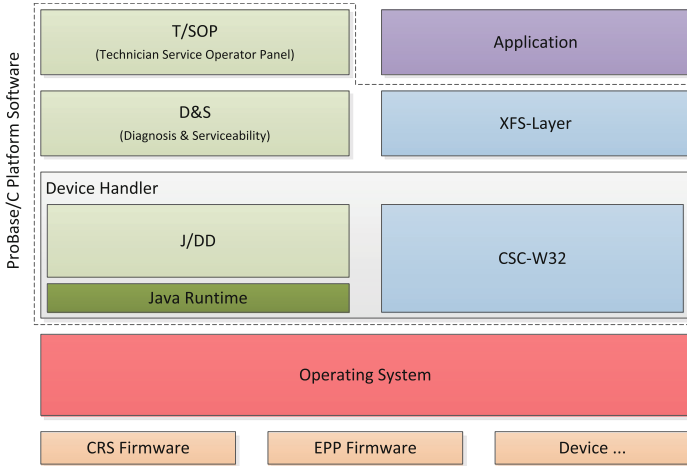 ProBase/C Platform Software
T/SOP
(Technician Service Operator Panel)
Application
D&S
(Diagnosis & Serviceability)
XFS-Layer
Device Handler
J/DD
Java Runtime
CSC-W32
Operating System
CRS Firmware
EPP Firmware
Device ...